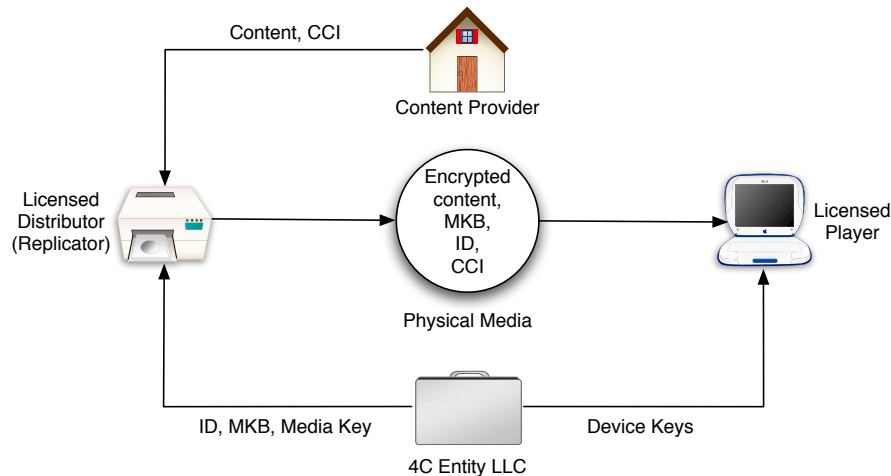 Content, CCI
Content Provider
Licensed
Distributor
(Replicator)
Encrypted
content,
MKB,
ID,
CCI
Licensed
Player
Physical Media
ID, MKB, Media Key
Device Keys
4C Entity LLC